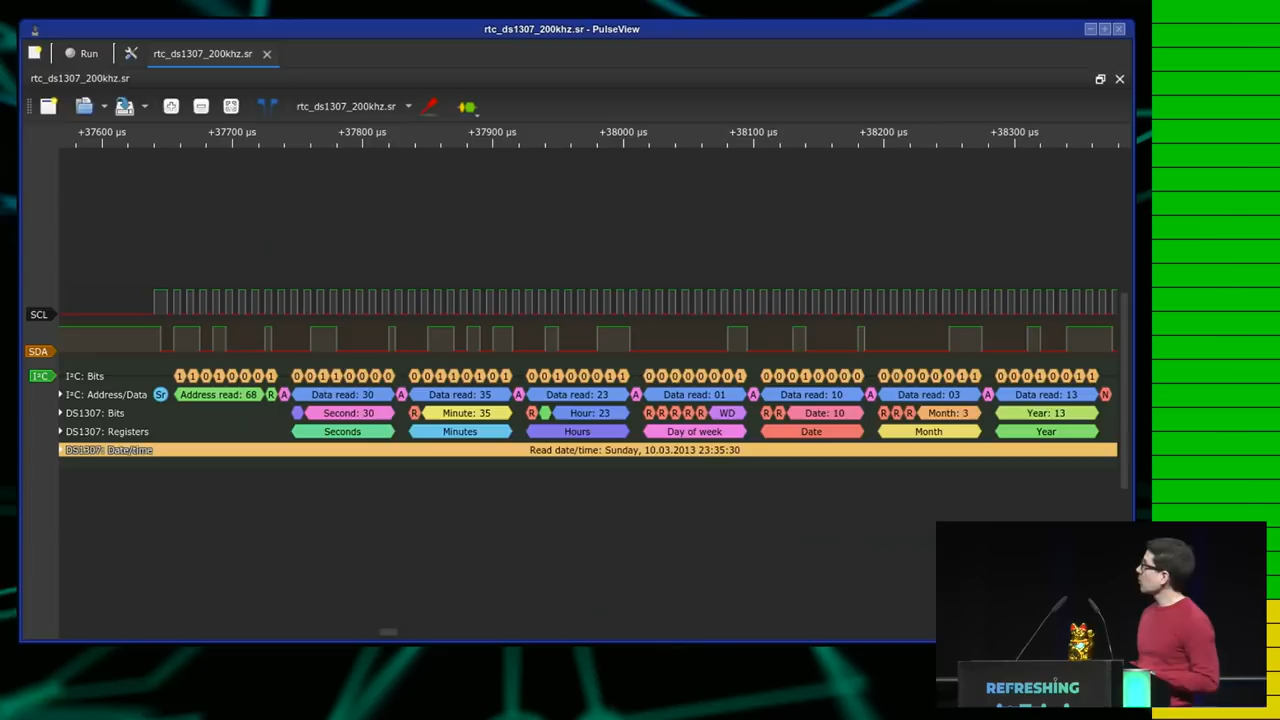 rtc_ds1307_200khz.sr - PulseView
Run rtc_ds1307_200khz.sr
rtc_ds1307_200khz.sr
rtc_ds1307_200khz.sr
+37600 µs +37700 µs +37800 µs +37900 µs +38000 µs +38100 µs +38200 µs +38300 µs
SCL
SDA
I²C I²C: Bits 1 1 0 1 0 0 0 1 0 0 1 1 0 0 0 0 0 0 1 1 0 1 0 1 0 0 1 0 0 0 1 1 0 0 0 0 0 0 0 1 0 0 0 1 0 0 0 0 0 0 0 0 0 0 1 1 0 0 0 1 0 0 1 1
I²C: Address/Data Sr Address read: 68 R A Data read: 30 A Data read: 35 A Data read: 23 A Data read: 01 A Data read: 10 A Data read: 03 A Data read: 13 N
DS1307: Bits Second: 30 R Minute: 35 R Hour: 23 R R R R R WD R R Date: 10 R R R Month: 3 Year: 13
DS1307: Registers Seconds Minutes Hours Day of week Date Month Year
DS1307: Date/time Read date/time: Sunday, 10.03.2013 23:35:30
REFRESHING